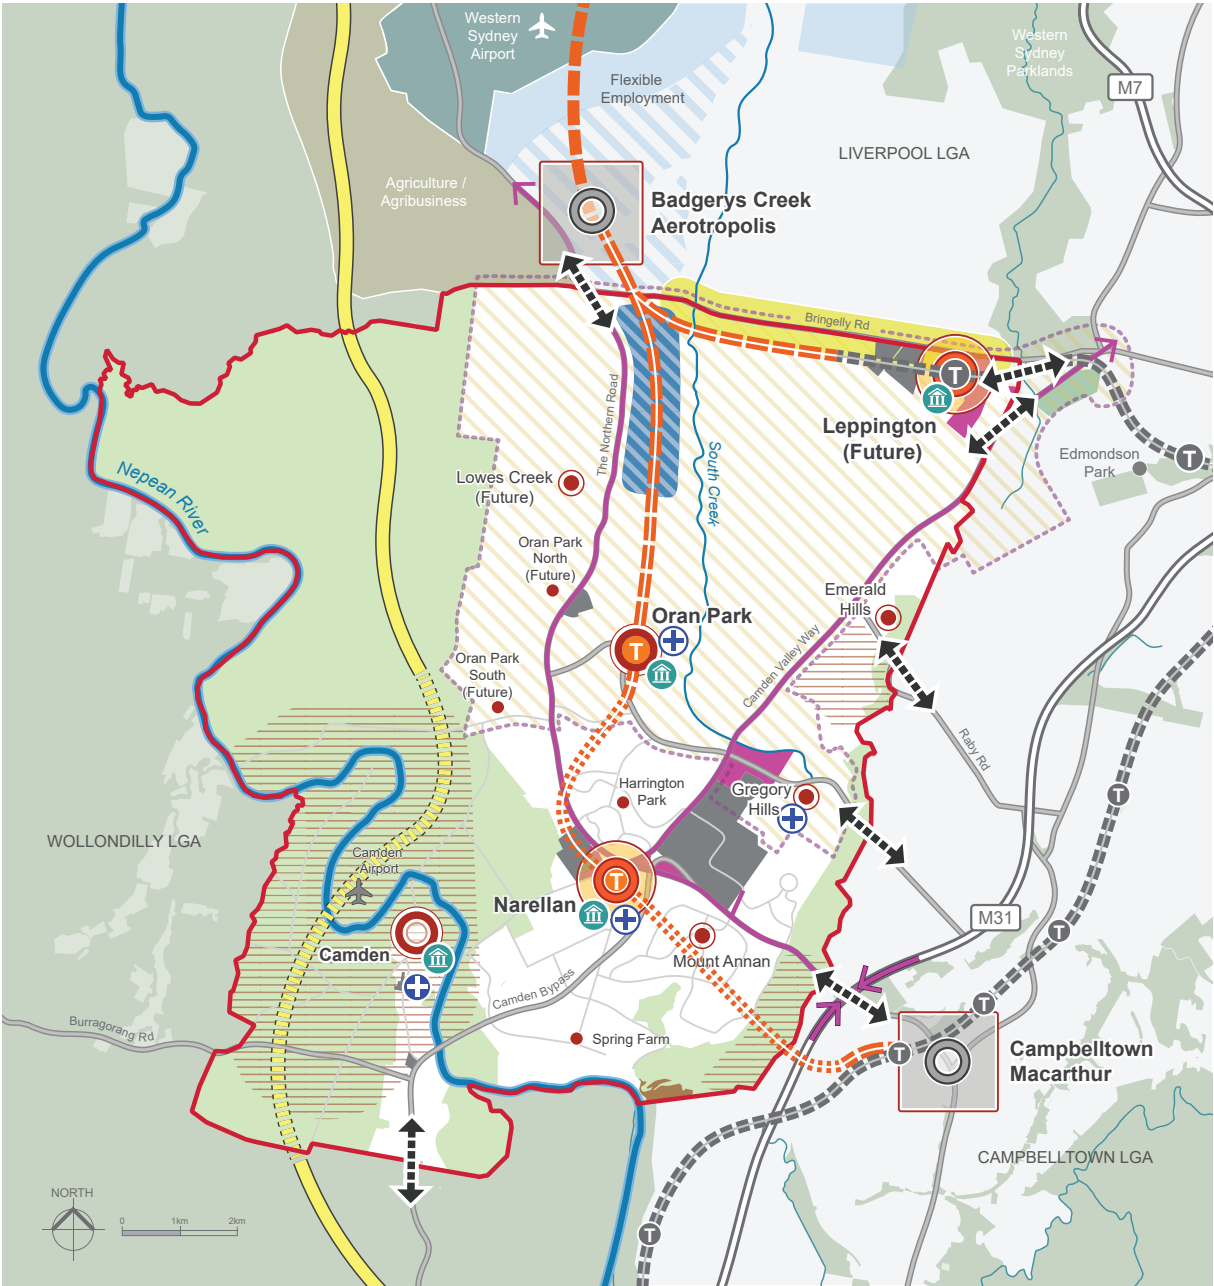 Western
Sydney
Airport
Western
Sydney
Parklands
M7
Flexible
Employment
LIVERPOOL LGA
Agriculture /
Agribusiness
Badgerys Creek
Aerotropolis
Bringelly Rd
T
Leppington
(Future)
The Northern Road
South Creek
Edmondson
Park
T
Nepean River
Lowes Creek
(Future)
Oran Park
North
(Future)
Emerald
Hills
Oran Park
T
Camden Valley Way
Oran Park
South
(Future)
Raby Rd
Harrington
Park
Gregory
Hills
T
WOLLONDILLY LGA
Camden
Airport
T
Narellan
M31
T
Camden
Mount Annan
Camden Bypass
T
Burragorang Rd
Spring Farm
T
Campbelltown
Macarthur
CAMPBELLTOWN LGA
NORTH
0 1km 2km
T